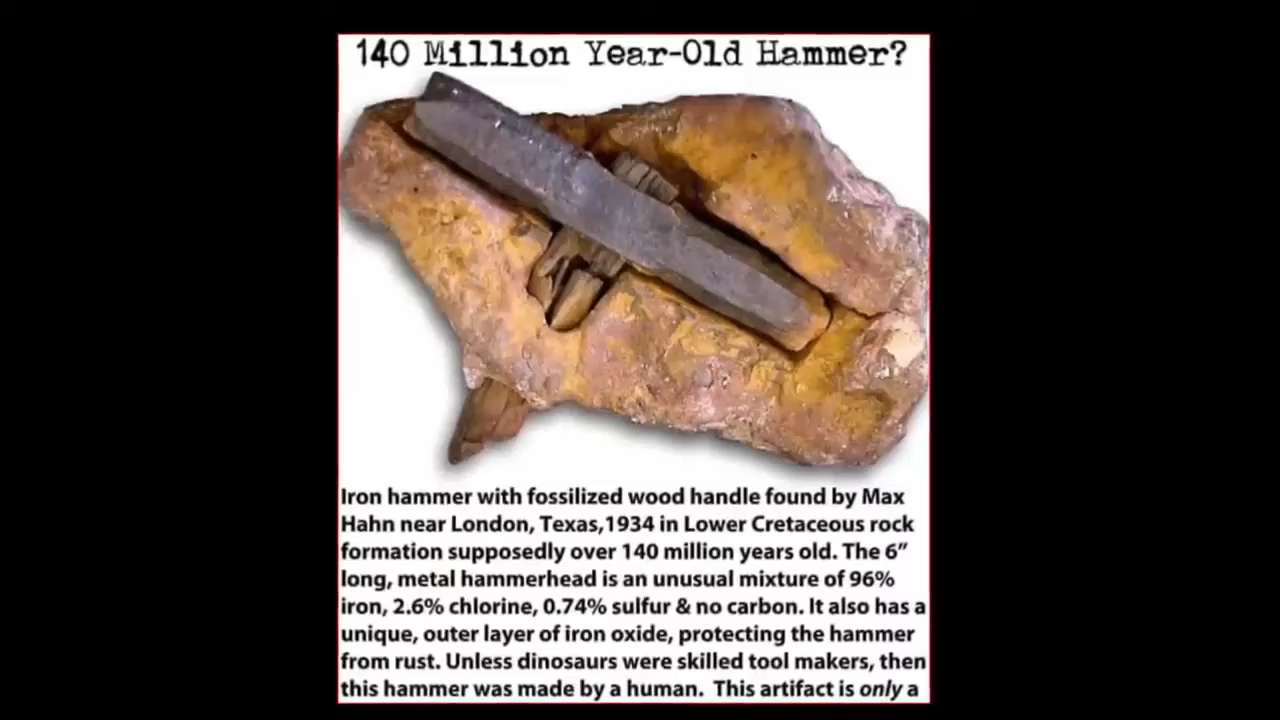 140 Million Year-Old Hammer?
Iron hammer with fossilized wood handle found by Max
Hahn near London, Texas,1934 in Lower Cretaceous rock
formation supposedly over 140 million years old. The 6”
long, metal hammerhead is an unusual mixture of 96%
iron, 2.6% chlorine, 0.74% sulfur & no carbon. It also has a
unique, outer layer of iron oxide, protecting the hammer
from rust. Unless dinosaurs were skilled tool makers, then
this hammer was made by a human. This artifact is only a